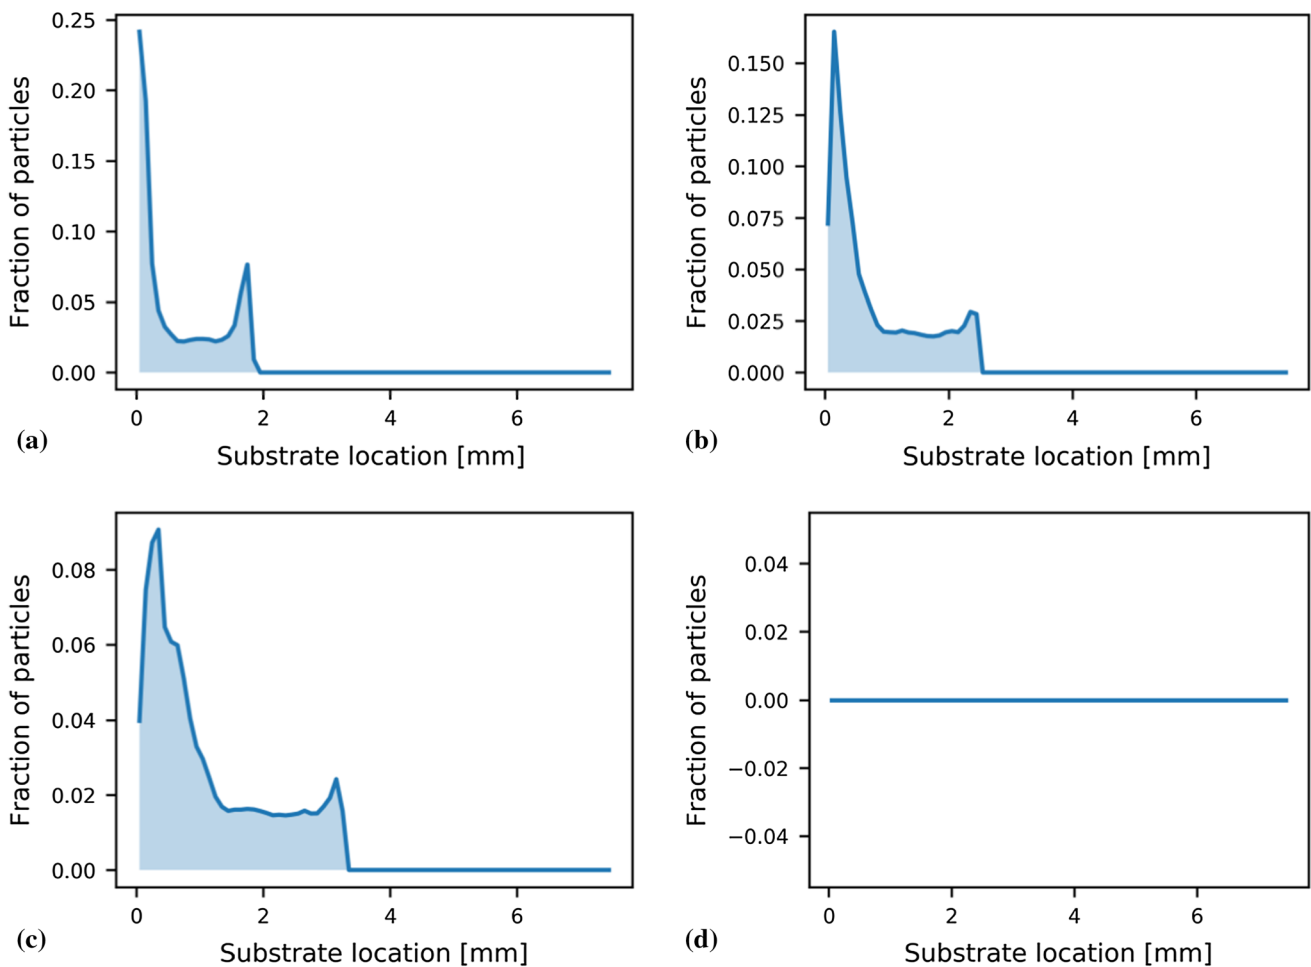 0.25
0.20
0.15
0.10
0.05
0.00
Fraction of particles
0 2 4 6
Substrate location [mm]
(a)
0.150
0.125
0.100
0.075
0.050
0.025
0.000
Fraction of particles
0 2 4 6
Substrate location [mm]
(b)
0.08
0.06
0.04
0.02
0.00
Fraction of particles
0 2 4 6
Substrate location [mm]
(c)
0.04
0.02
0.00
−0.02
−0.04
Fraction of particles
0 2 4 6
Substrate location [mm]
(d)